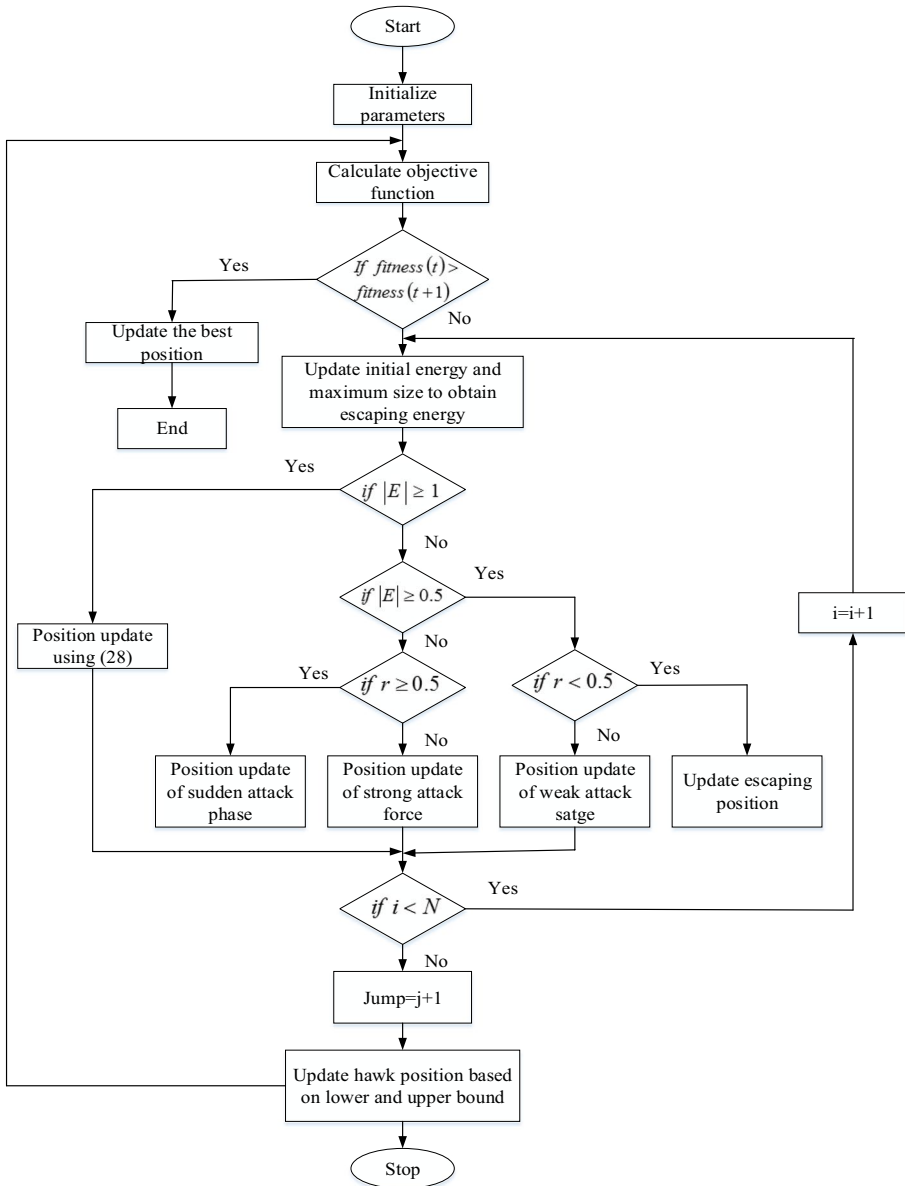 Start
Initialize
parameters
Calculate objective
function
If fitness(t)>
fitness(t+1)
Yes
No
Update the best
position
End
Update initial energy and
maximum size to obtain
escaping energy
Yes
if |E| ≥ 1
No
if |E| ≥ 0.5
Yes
No
i=i+1
Position update
using (28)
Yes
if r ≥ 0.5
No
if r < 0.5
Yes
No
Position update
of sudden attack
phase
Position update
of strong attack
force
Position update
of weak attack
satge
Update escaping
position
if i < N
Yes
No
Jump=j+1
Update hawk position based
on lower and upper bound
Stop